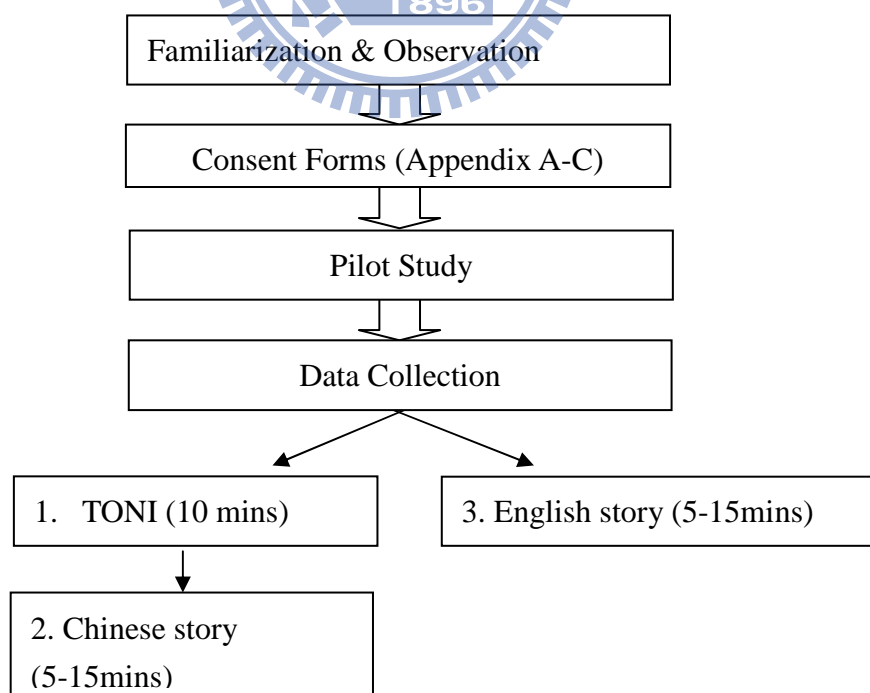 1896
Familiarization & Observation
Consent Forms (Appendix A-C)
Pilot Study
Data Collection
1. TONI (10 mins)
3. English story (5-15mins)
2. Chinese story
(5-15mins)